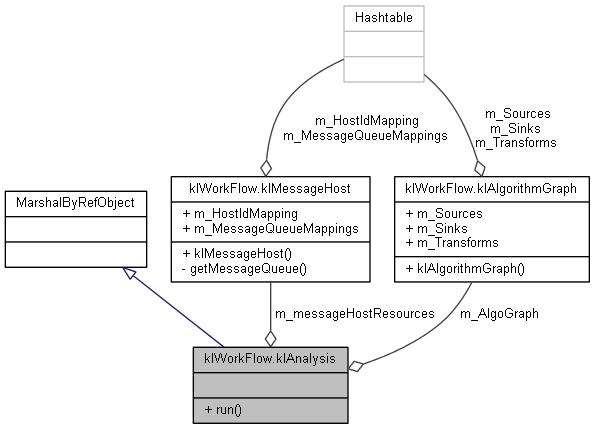 Hashtable
m_HostIdMapping
m_MessageQueueMappings
m_Sources
m_Sinks
m_Transforms
MarshalByRefObject
klWorkFlow.klMessageHost
+ m_HostIdMapping
+ m_MessageQueueMappings
+ klMessageHost()
- getMessageQueue()
klWorkFlow.klAlgorithmGraph
+ m_Sources
+ m_Sinks
+ m_Transforms
+ klAlgorithmGraph()
m_messageHostResources
m_AlgoGraph
klWorkFlow.klAnalysis
+ run()